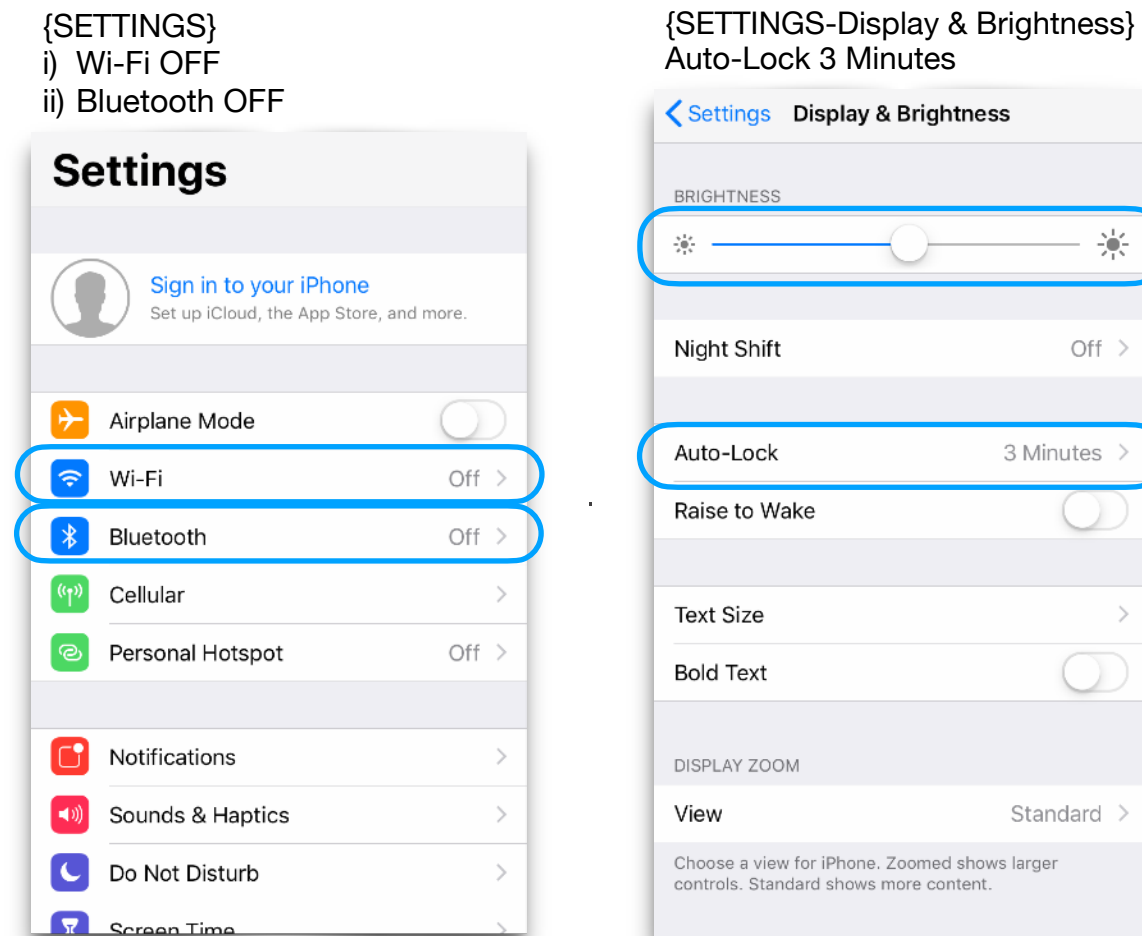 {SETTINGS}
i) Wi-Fi OFF
ii) Bluetooth OFF
Settings
Sign in to your iPhone
Set up iCloud, the App Store, and more.
Airplane Mode
Wi-Fi Off
Bluetooth Off
Cellular
Personal Hotspot Off
Notifications
Sounds & Haptics
Do Not Disturb
Screen Time
{SETTINGS-Display & Brightness}
Auto-Lock 3 Minutes
Settings Display & Brightness
BRIGHTNESS
Night Shift Off
Auto-Lock 3 Minutes
Raise to Wake
Text Size
Bold Text
DISPLAY ZOOM
View Standard
Choose a view for iPhone. Zoomed shows larger
controls. Standard shows more content.